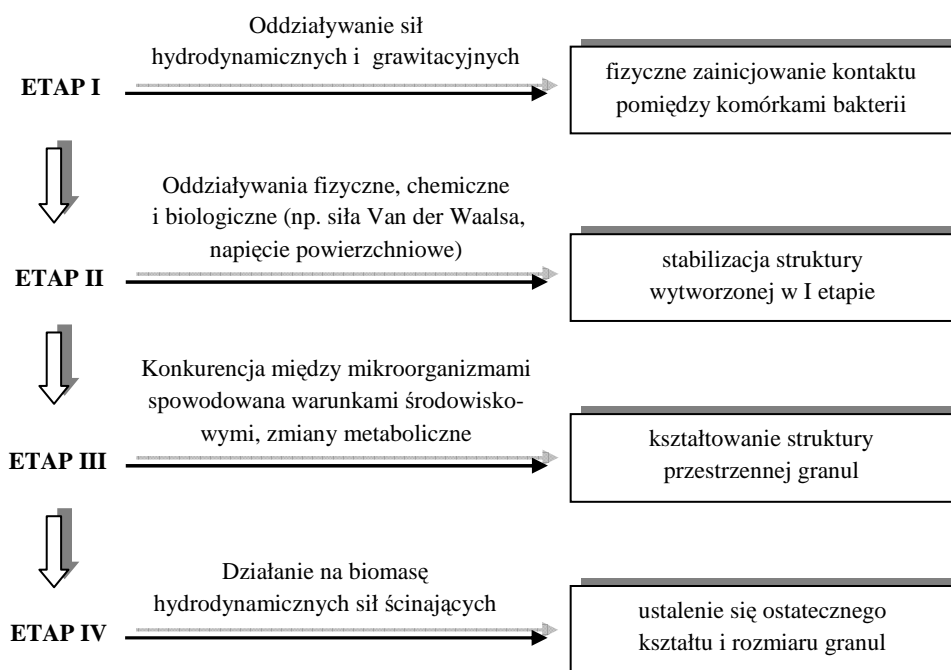 Oddziaływanie sił
hydrodynamicznych i grawitacyjnych
ETAP I
fizyczne zainicjowanie kontaktu
pomiędzy komórkami bakterii
Oddziaływania fizyczne, chemiczne
i biologiczne (np. siła Van der Waalsa,
napięcie powierzchniowe)
ETAP II
stabilizacja struktury
wytworzonej w I etapie
Konkurencja między mikroorganizmami
spowodowana warunkami środowisko-
wymi, zmiany metaboliczne
ETAP III
kształtowanie struktury
przestrzennej granul
Działanie na biomasę
hydrodynamicznych sił ścinających
ETAP IV
ustalenie się ostatecznego
kształtu i rozmiaru granul